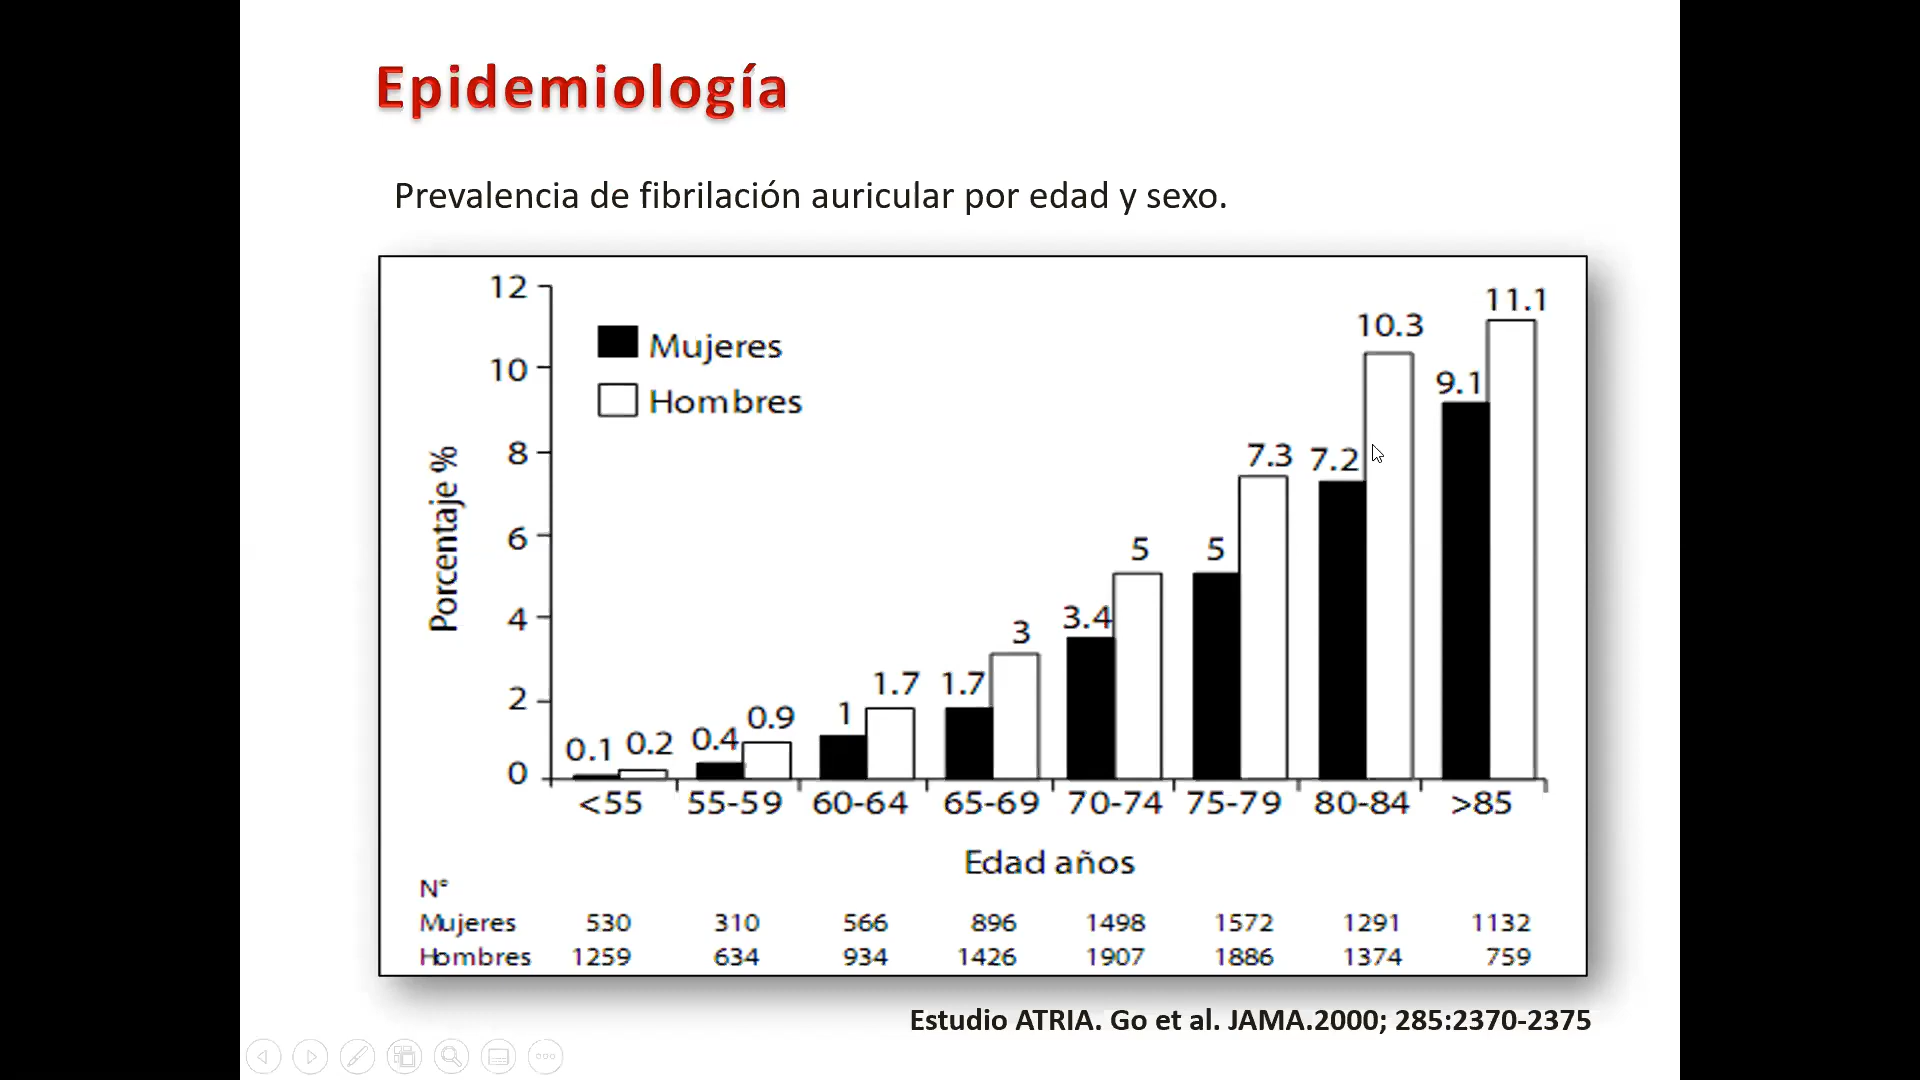 Epidemiología
Prevalencia de fibrilación auricular por edad y sexo.
12
10
8
6
4
2
0
Porcentaje %
Mujeres
Hombres
0.1 0.2 0.4 0.9 1 1.7 1.7 3 3.4 5 5 7.3 7.2 10.3 9.1 11.1
<55 55-59 60-64 65-69 70-74 75-79 80-84 >85
Edad años
N°
Mujeres 530 310 566 896 1498 1572 1291 1132
Hombres 1259 634 934 1426 1907 1886 1374 759
Estudio ATRIA. Go et al. JAMA.2000; 285:2370-2375